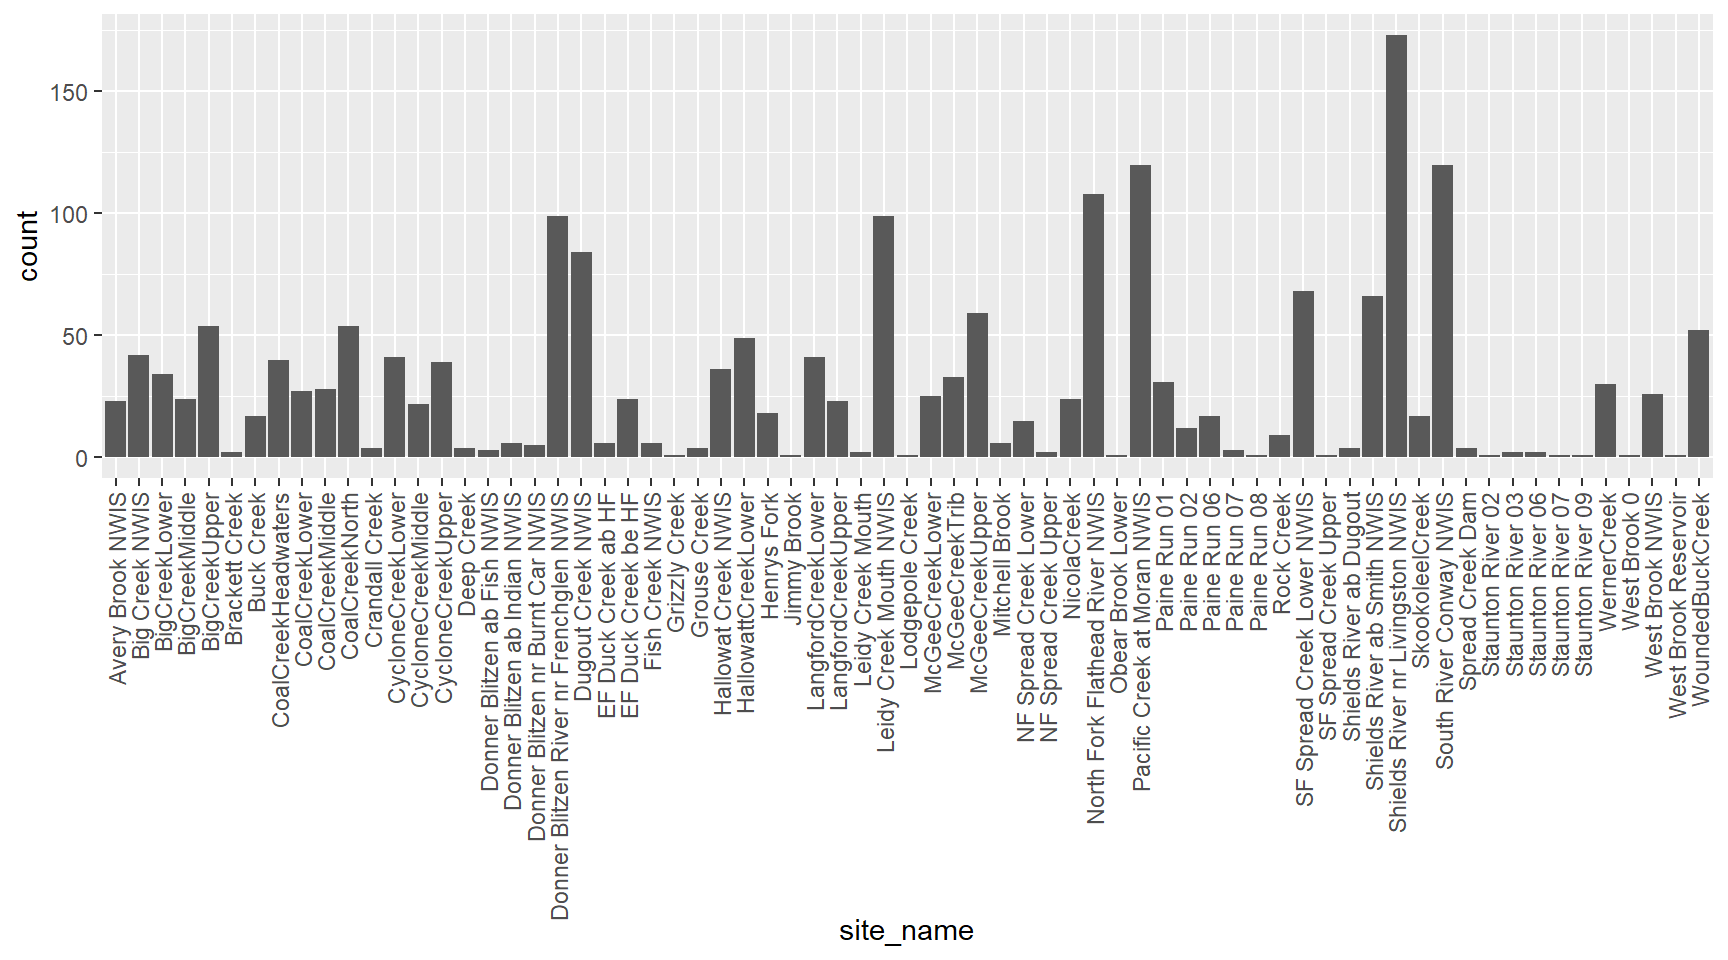 count
150
100
50
0
Avery Brook NWIS
Big Creek NWIS
BigCreekLower
BigCreekMiddle
BigCreekUpper
Brackett Creek
Buck Creek
CoalCreekHeadwaters
CoalCreekLower
CoalCreekMiddle
CoalCreekNorth
Crandall Creek
CycloneCreekLower
CycloneCreekMiddle
CycloneCreekUpper
Deep Creek
Donner Blitzen ab Fish NWIS
Donner Blitzen ab Indian NWIS
Donner Blitzen nr Burnt Car NWIS
Donner Blitzen River nr Frenchglen NWIS
Dugout Creek NWIS
EF Duck Creek ab HF
EF Duck Creek be HF
Fish Creek NWIS
Grizzly Creek
Grouse Creek
Hallowat Creek NWIS
HallowattCreekLower
Henrys Fork
Jimmy Brook
LangfordCreekLower
LangfordCreekUpper
Leidy Creek Mouth
Leidy Creek Mouth NWIS
Lodgepole Creek
McGeeCreekLower
McGeeCreekTrib
McGeeCreekUpper
Mitchell Brook
NF Spread Creek Lower
NF Spread Creek Upper
NicolaCreek
North Fork Flathead River NWIS
Obear Brook Lower
Pacific Creek at Moran NWIS
Paine Run 01
Paine Run 02
Paine Run 06
Paine Run 07
Paine Run 08
Rock Creek
SF Spread Creek Lower NWIS
SF Spread Creek Upper
Shields River ab Dugout
Shields River ab Smith NWIS
Shields River nr Livingston NWIS
SkookoleelCreek
South River Conway NWIS
Spread Creek Dam
Staunton River 02
Staunton River 03
Staunton River 06
Staunton River 07
Staunton River 09
WernerCreek
West Brook 0
West Brook NWIS
West Brook Reservoir
WoundedBuckCreek
site_name